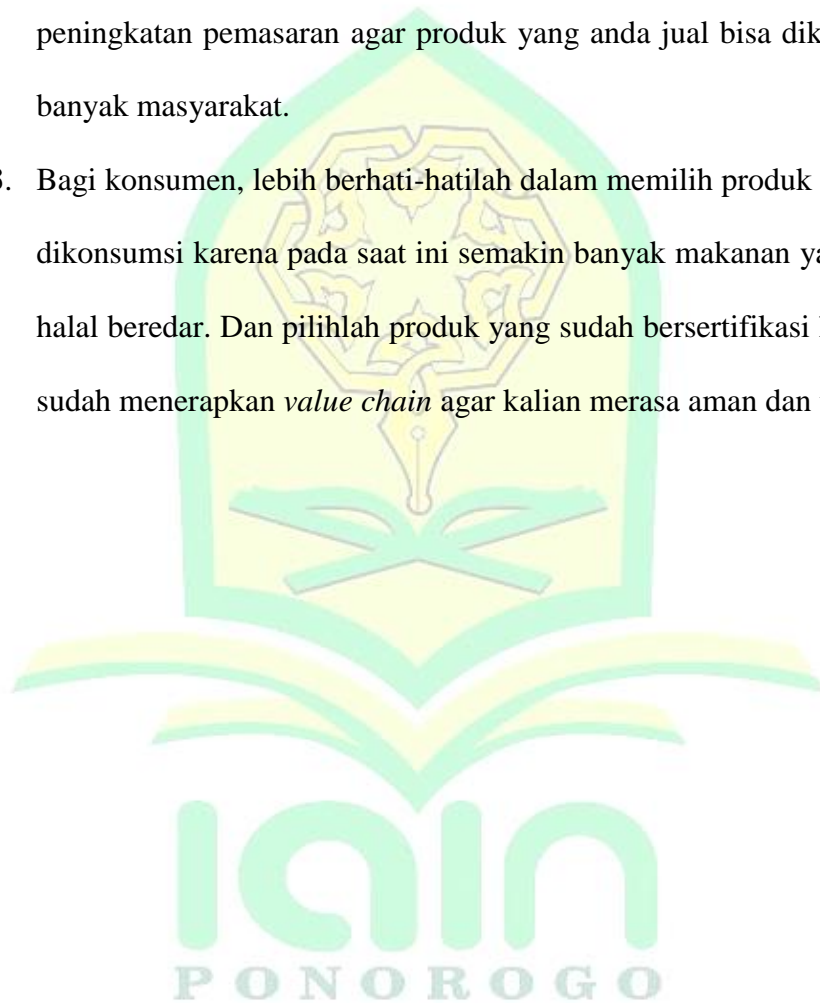 peningkatan pemasaran agar produk yang anda jual bisa
banyak masyarakat.
3. Bagi konsumen, lebih berhati-hatilah dalam memilih produk
dikonsumsi karena pada saat ini semakin banyak makanan
halal beredar. Dan pilihlah produk yang sudah bersertifikasi
sudah menerapkan value chain agar kalian merasa aman dan
iain
PONOROGO